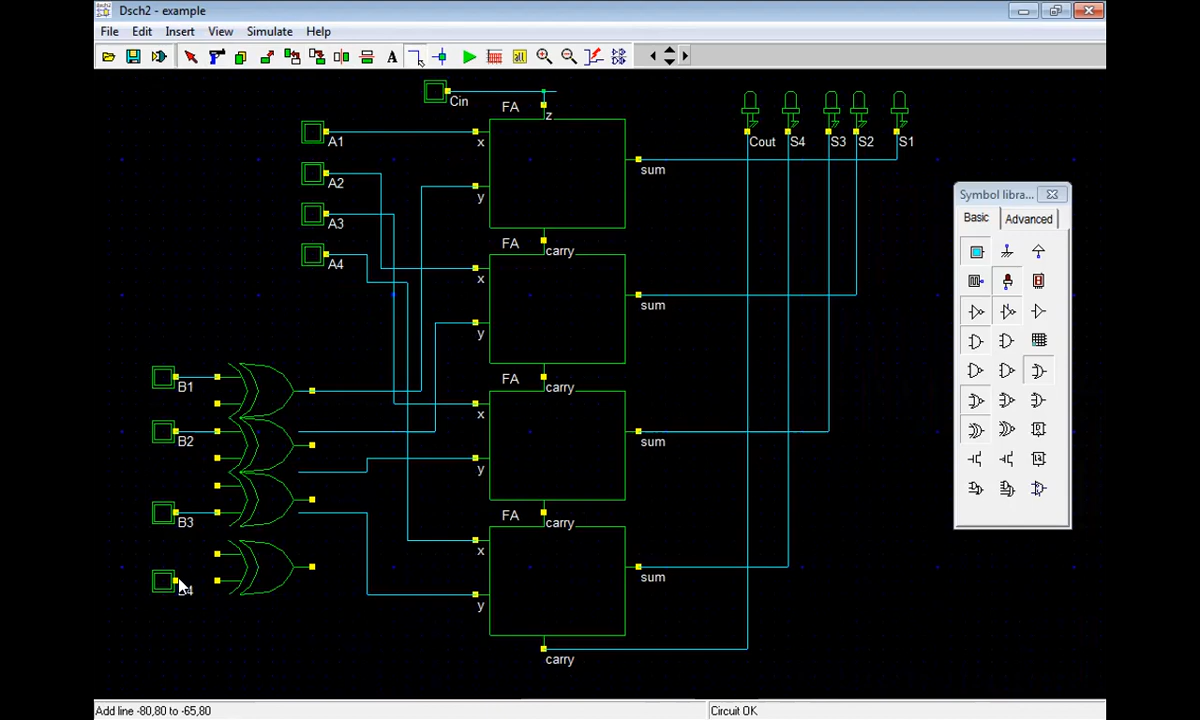 Dsch2 - example
File Edit Insert View Simulate Help
A
Cin
FA
z
A1
x
A2
y
A3
A4
sum
Cout S4 S3 S2 S1
FA
carry
x
y
sum
FA
carry
x
y
sum
FA
carry
x
y
sum
carry
B1
B2
B3
Symbol libra...
Basic Advanced
Add line -80,80 to -65,80
Circuit OK